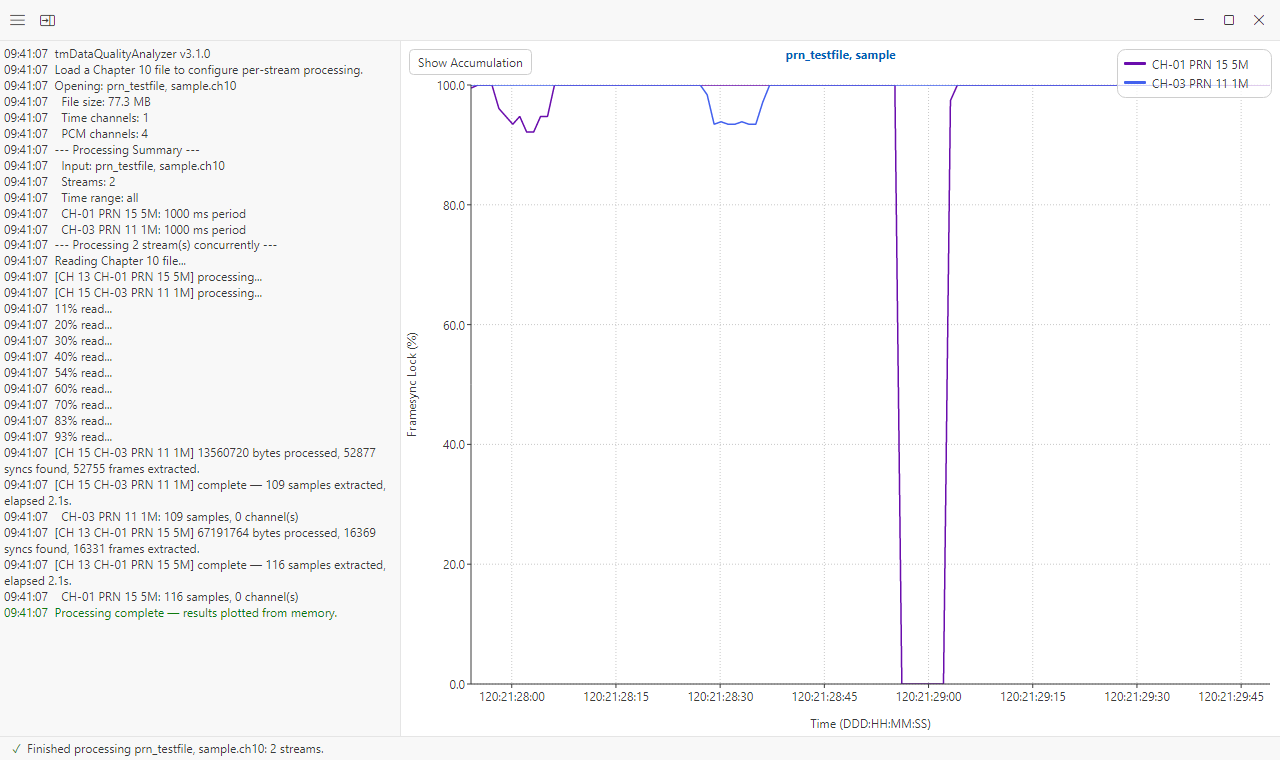 09:41:07 tmDataQualityAnalyzer v3.1.0
09:41:07 Load a Chapter 10 file to configure per-stream processing.
09:41:07 Opening: prn_testfile, sample.ch10
09:41:07 File size: 77.3 MB
09:41:07 Time channels: 1
09:41:07 PCM channels: 4
09:41:07 --- Processing Summary ---
09:41:07 Input: prn_testfile, sample.ch10
09:41:07 Streams: 2
09:41:07 Time range: all
09:41:07 CH-01 PRN 15 5M: 1000 ms period
09:41:07 CH-03 PRN 11 1M: 1000 ms period
09:41:07 --- Processing 2 stream(s) concurrently ---
09:41:07 Reading Chapter 10 file...
09:41:07 [CH 13 CH-01 PRN 15 5M] processing...
09:41:07 [CH 15 CH-03 PRN 11 1M] processing...
09:41:07 11% read...
09:41:07 20% read...
09:41:07 30% read...
09:41:07 40% read...
09:41:07 54% read...
09:41:07 60% read...
09:41:07 70% read...
09:41:07 83% read...
09:41:07 93% read...
09:41:07 [CH 15 CH-03 PRN 11 1M] 13560720 bytes processed, 52877
syncs found, 52755 frames extracted.
09:41:07 [CH 15 CH-03 PRN 11 1M] complete — 109 samples extracted,
elapsed 2.1s.
09:41:07 CH-03 PRN 11 1M: 109 samples, 0 channel(s)
09:41:07 [CH 13 CH-01 PRN 15 5M] 67191764 bytes processed, 16369
syncs found, 16331 frames extracted.
09:41:07 [CH 13 CH-01 PRN 15 5M] complete — 116 samples extracted,
elapsed 2.1s.
09:41:07 CH-01 PRN 15 5M: 116 samples, 0 channel(s)
09:41:07 Processing complete — results plotted from memory.
Show Accumulation
prn_testfile, sample
CH-01 PRN 15 5M
CH-03 PRN 11 1M
100.0
80.0
60.0
40.0
20.0
0.0
Framesync Lock (%)
120:21:28:00 120:21:28:15 120:21:28:30 120:21:28:45 120:21:29:00 120:21:29:15 120:21:29:30 120:21:29:45
Time (DDD:HH:MM:SS)
✓ Finished processing prn_testfile, sample.ch10: 2 streams.